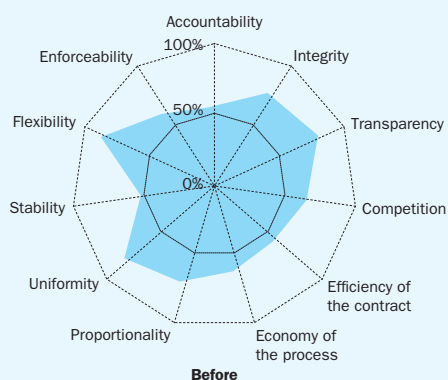 Accountability
100%
Enforceability
Integrity
50%
Flexibility
Transparency
0%
Stability
Competition
Uniformity
Efficiency of
the contract
Proportionality
Economy of
the process
Before